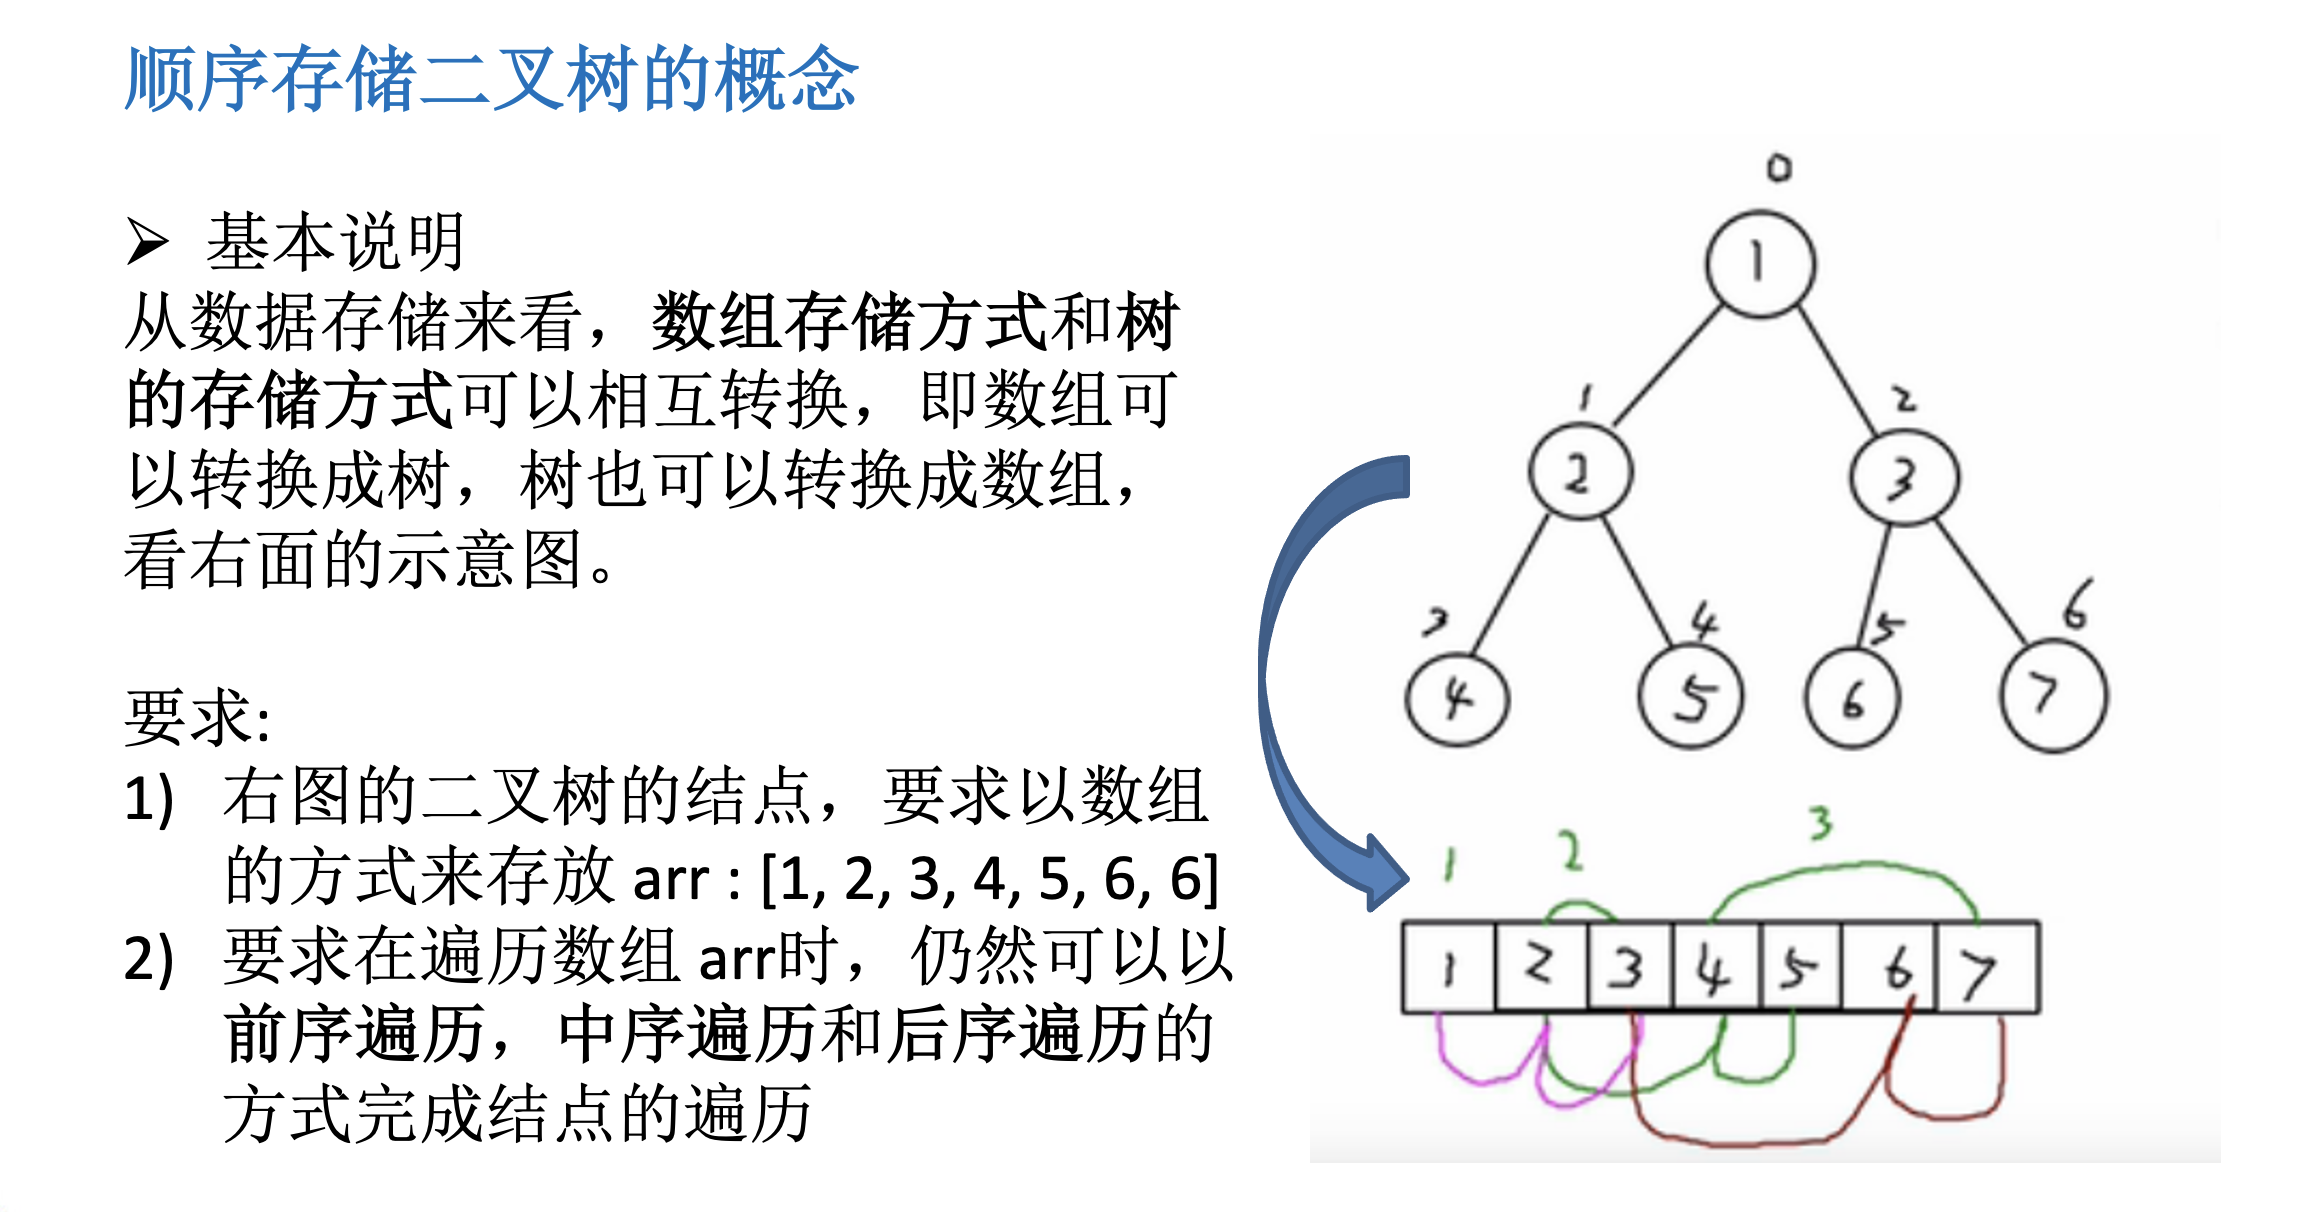 顺序存储二叉树的概念
➢ 基本说明
从数据存储来看，数组存储方式和树
的存储方式可以相互转换，即数组可
以转换成树，树也可以转换成数组，
看右面的示意图。
要求:
1) 右图的二叉树的结点，要求以数组
的方式来存放 arr : [1, 2, 3, 4, 5, 6, 6]
2) 要求在遍历数组 arr时，仍然可以以
前序遍历，中序遍历和后序遍历的
方式完成结点的遍历
0
1
1 2
2 3
3 4 5 6
4 5 6 7
1 2 3
1 2 3 4 5 6 7